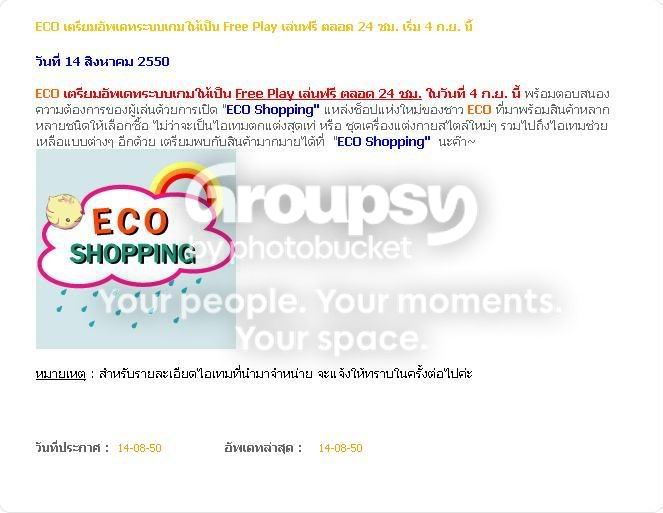 ECO เตรียมอัพเดทระบบเกมให้เป็น Free Play เล่นฟรี ตลอด 24 ชม. เริ่ม 4 ก.ย. นี้
วันที่ 14 สิงหาคม 2550
ECO เตรียมอัพเดทระบบเกมให้เป็น Free Play เล่นฟรี ตลอด 24 ชม. ในวันที่ 4 ก.ย. นี้ พร้อมตอบสนอง
ความต้องการของผู้เล่นด้วยการเปิด "ECO Shopping" แหล่งช็อปแห่งใหม่ของชาว ECO ที่มาพร้อมสินค้าหลาก
หลายชนิดให้เลือกซื้อ ไม่ว่าจะเป็นไอเทมตกแต่งสุดเท่ หรือ ชุดเครื่องแต่งกายสไตล์ใหม่ๆ รวมไปถึงไอเทมช่วย
เหลือแบบต่างๆ อีกด้วย เตรียมพบกับสินค้ามากมายได้ที่ "ECO Shopping" นะค๊า~
ECO
SHOPPING
Groupsy
by photobucket
Your people. Your moments.
Your space.
หมายเหตุ : สำหรับรายละเอียดไอเทมที่นำมาจำหน่าย จะแจ้งให้ทราบในครั้งต่อไปค่ะ
วันที่ประกาศ : 14-08-50 อัพเดทล่าสุด : 14-08-50